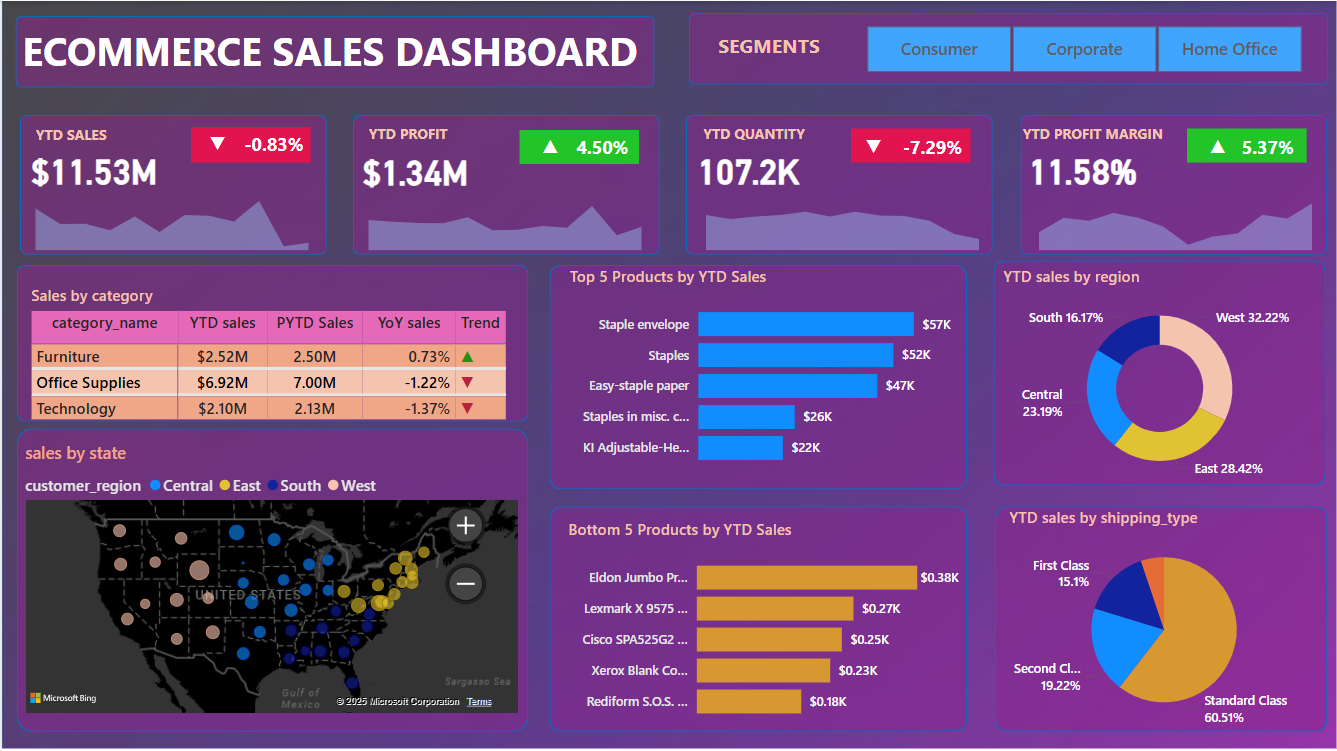 ECOMMERCE SALES DASHBOARD
SEGMENTS
Consumer
Corporate
Home Office
YTD SALES
▼ -0.83%
$11.53M
YTD PROFIT
▲ 4.50%
$1.34M
YTD QUANTITY
▼ -7.29%
107.2K
YTD PROFIT MARGIN
▲ 5.37%
11.58%
Sales by category
category_name YTD sales PYTD Sales YoY sales Trend
Furniture $2.52M 2.50M 0.73% ▲
Office Supplies $6.92M 7.00M -1.22% ▼
Technology $2.10M 2.13M -1.37% ▼
sales by state
customer_region Central East South West
UNITED STATES
Gulf of
Mexico
Sargasso Sea
Microsoft Bing
© 2025 Microsoft Corporation Terms
Top 5 Products by YTD Sales
Staple envelope $57K
Staples $52K
Easy-staple paper $47K
Staples in misc. c... $26K
KI Adjustable-He... $22K
Bottom 5 Products by YTD Sales
Eldon Jumbo Pr... $0.38K
Lexmark X 9575 ... $0.27K
Cisco SPA525G2 ... $0.25K
Xerox Blank Co... $0.23K
Rediform S.O.S. ... $0.18K
YTD sales by region
South 16.17%
West 32.22%
Central
23.19%
East 28.42%
YTD sales by shipping_type
First Class
15.1%
Second Cl...
19.22%
Standard Class
60.51%